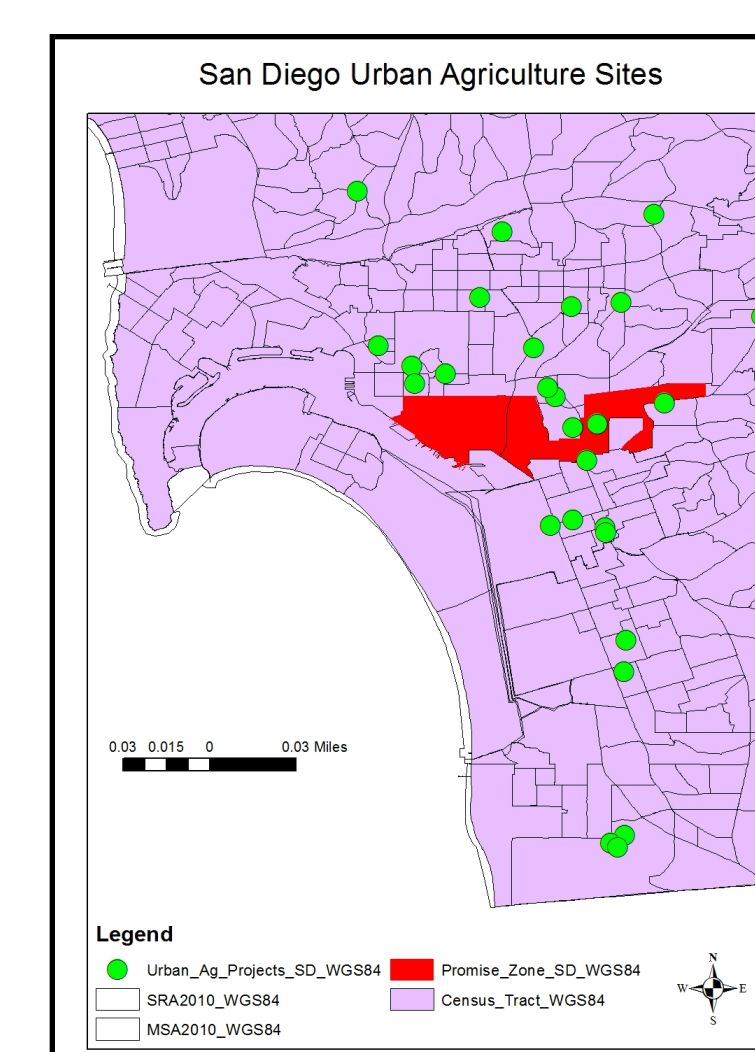 San Diego Urban Agriculture Sites
0.03 0.015 0 0.03 Miles
Legend
Urban_Ag_Projects_SD_WGS84
SRA2010_WGS84
MSA2010_WGS84
Promise_Zone_SD_WGS84
Census_Tract_WGS84
N
W E
S